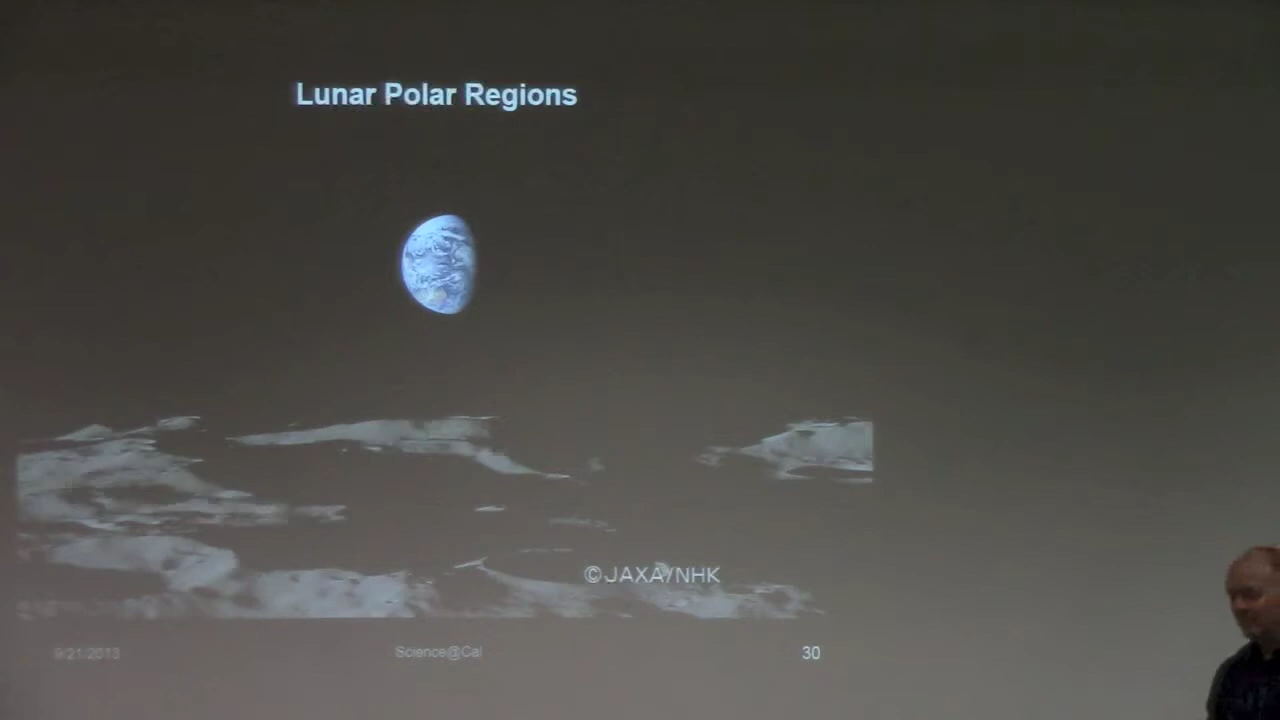 Lunar Polar Regions
©JAXA/NHK
9/21/2013
Science@Cal
30